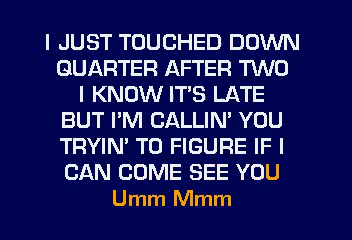 I JUST TOUCHED DOWN
QUARTER AFTER TWO
I KNOW IT'S LATE
BUT I'M CALLIN' YOU
TRYIN' TO FIGURE IF I
CAN COME SEE YOU
Umm Mmm